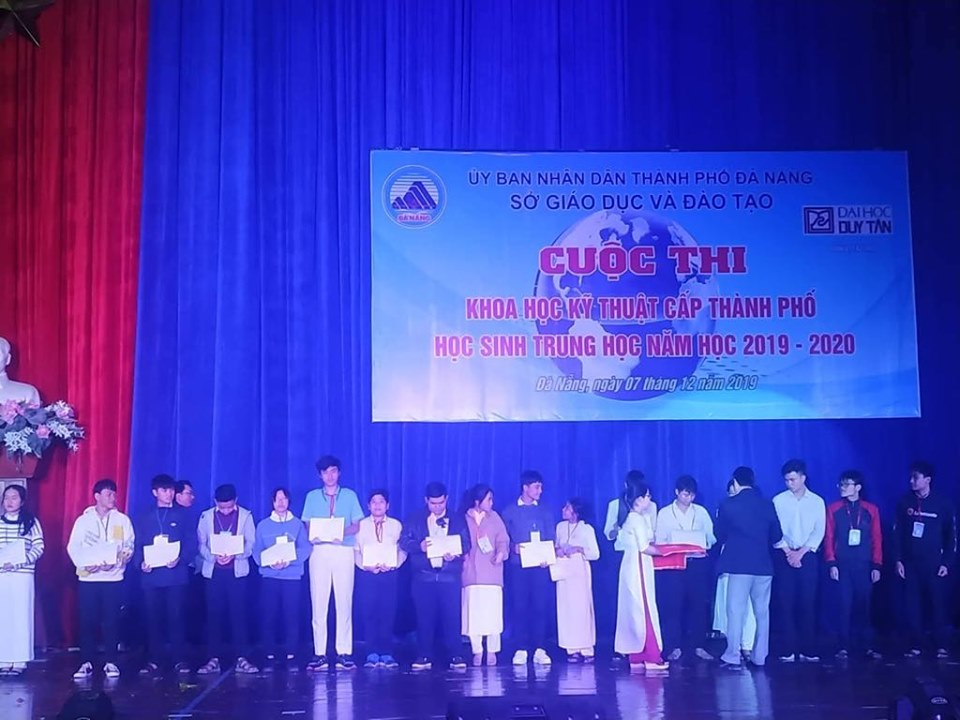 ỦY BAN NHÂN DÂN THÀNH PHỐ ĐÀ NẴNG
SỞ GIÁO DỤC VÀ ĐÀO TẠO
ĐÀ NẴNG
ĐẠI HỌC
DUY TÂN
CUỘC THI
KHOA HỌC KỸ THUẬT CẤP THÀNH PHỐ
HỌC SINH TRUNG HỌC NĂM HỌC 2019 - 2020
Đà Nẵng, ngày 07 tháng 12 năm 2019